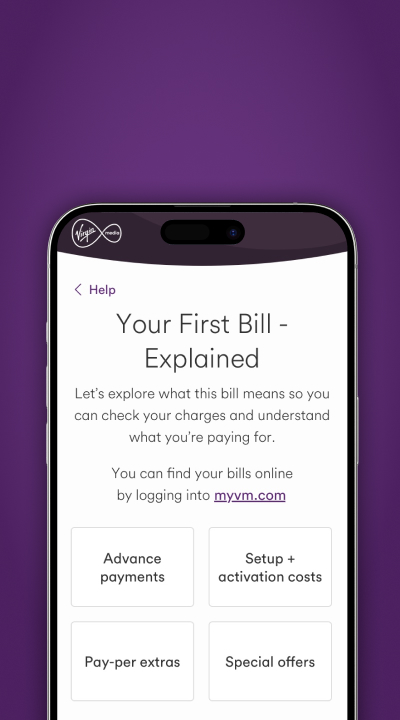 Virgin media
Help
Your First Bill -
Explained
Let's explore what this bill means so you
can check your charges and understand
what you're paying for.
You can find your bills online
by logging into myvm.com
Advance
payments
Setup +
activation costs
Pay-per extras
Special offers